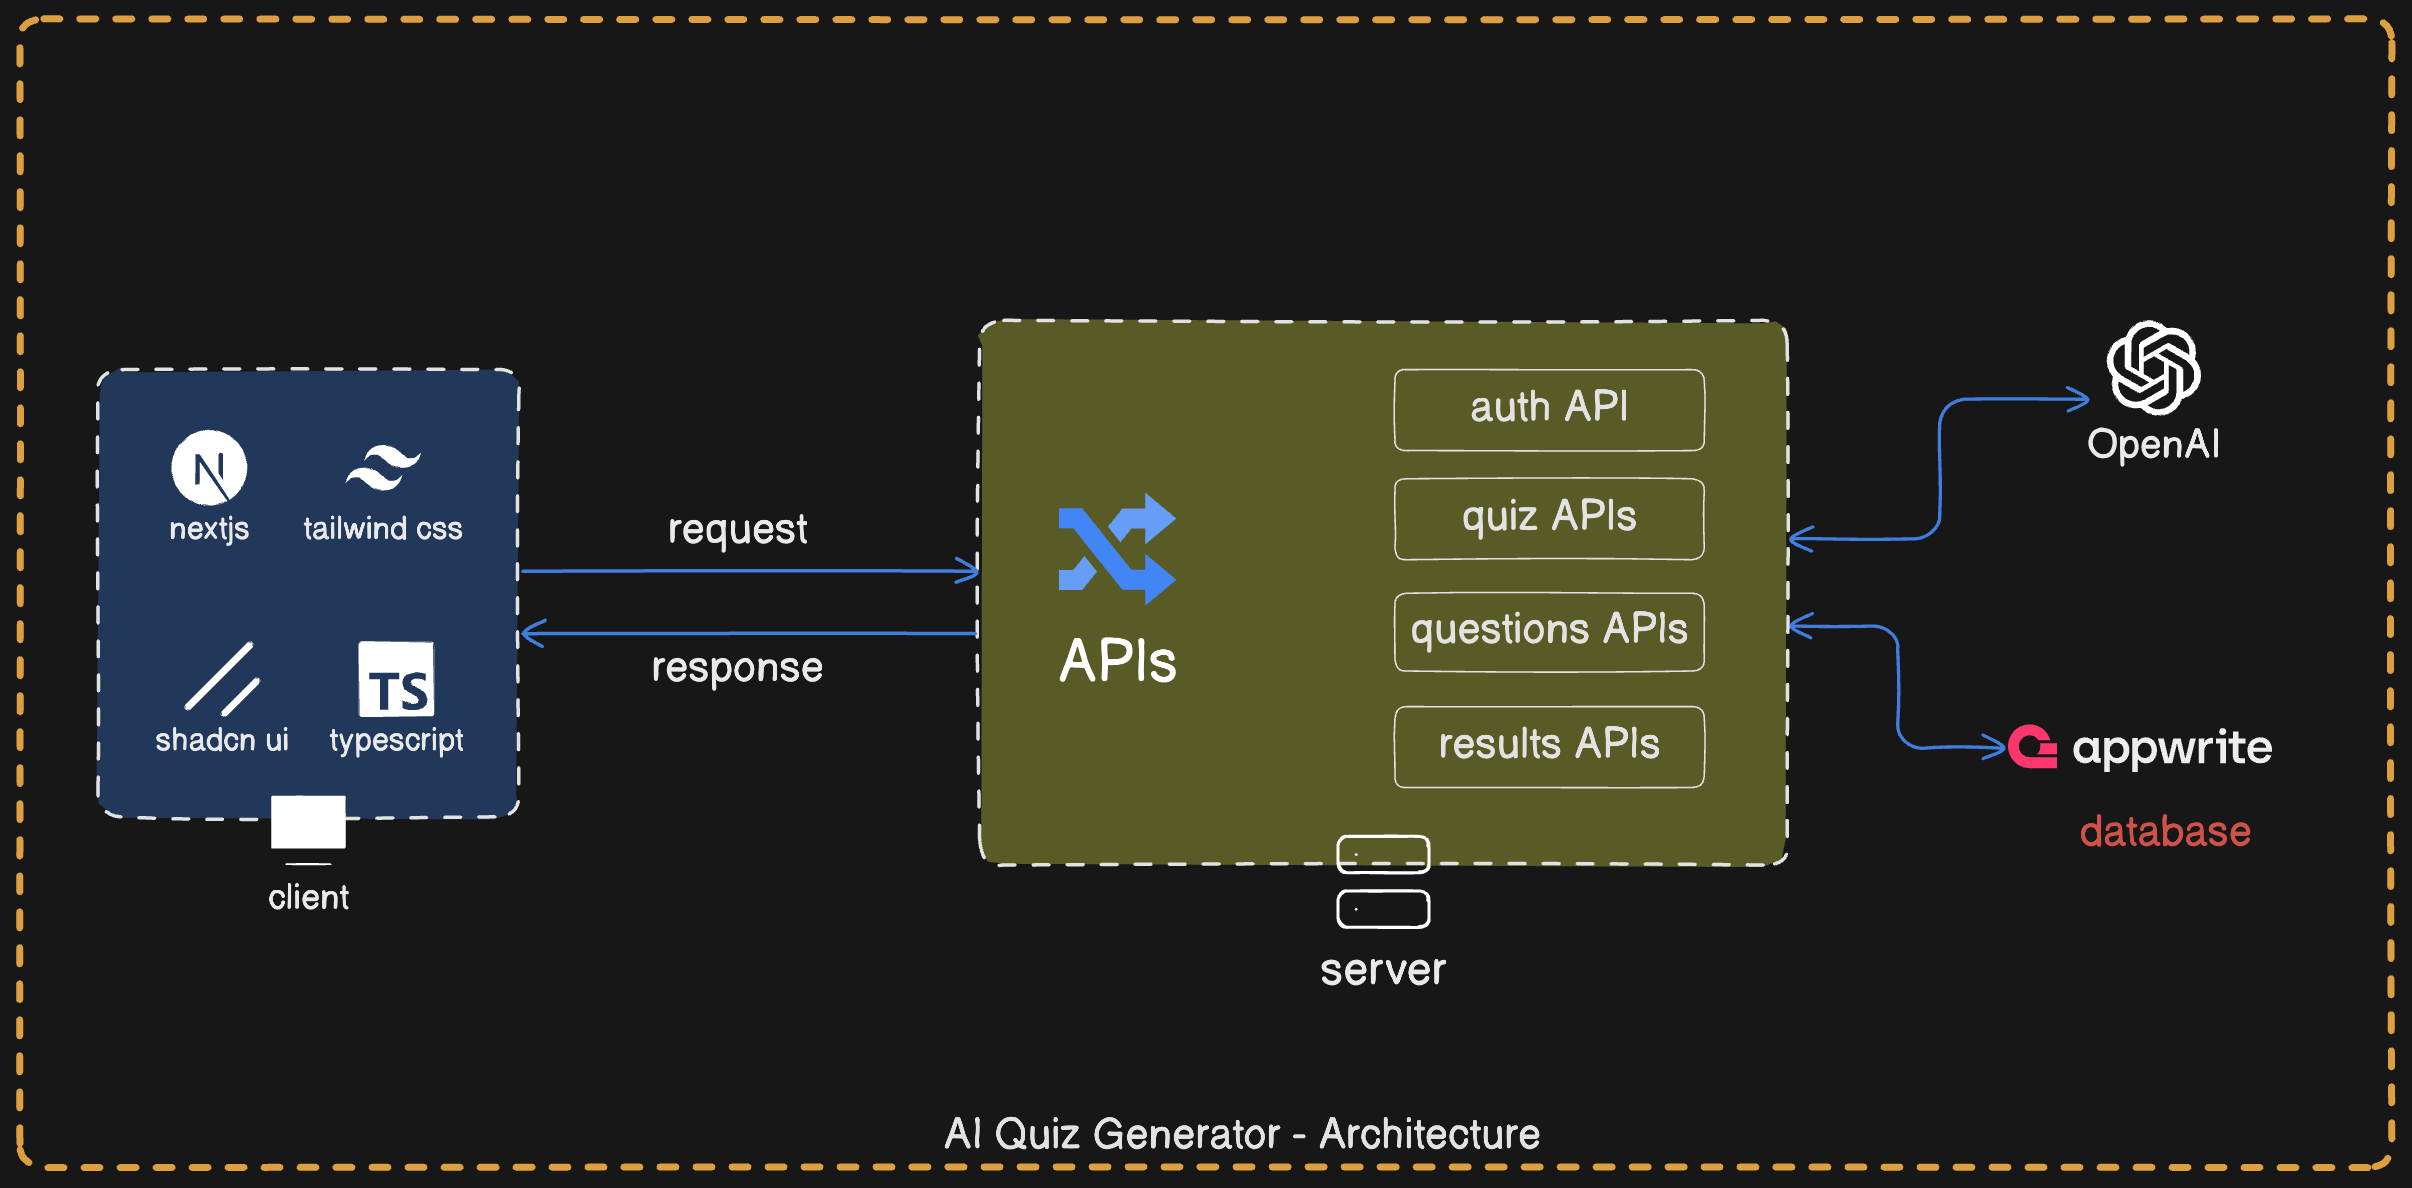 nextjs
tailwind css
shadcn ui
TS
typescript
client
request
response
APIs
auth API
quiz APIs
questions APIs
results APIs
server
OpenAI
appwrite
database
AI Quiz Generator - Architecture